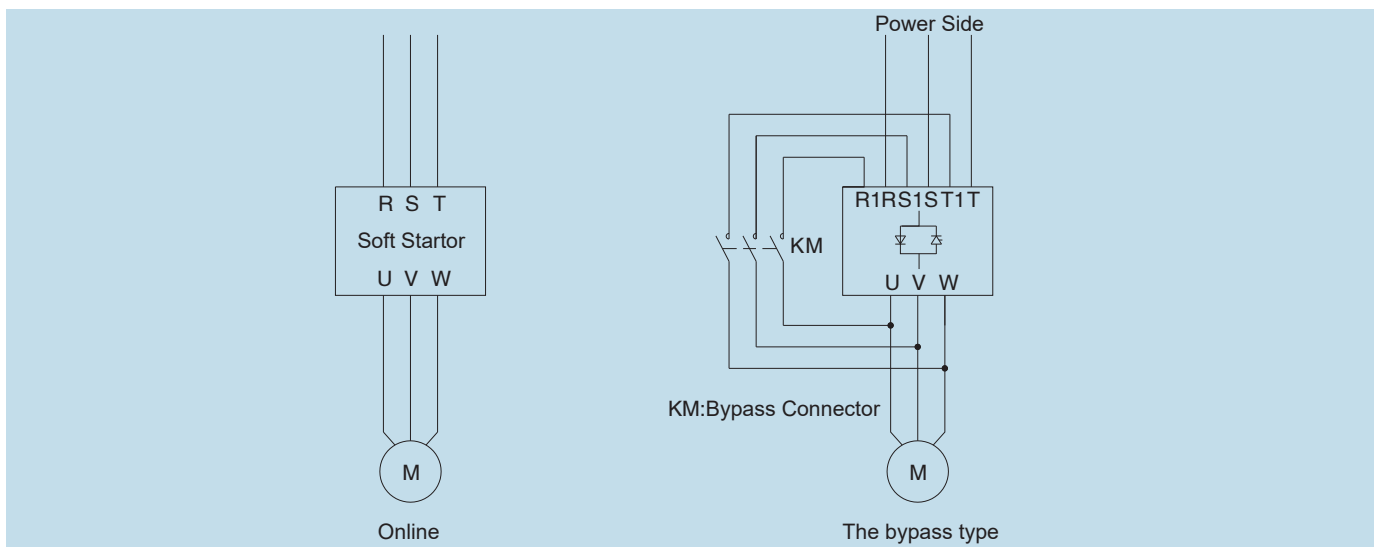 R S T
Soft Startor
U V W
M
Online
Power Side
R1RS1ST1T
KM
U V W
KM:Bypass Connector
M
The bypass type